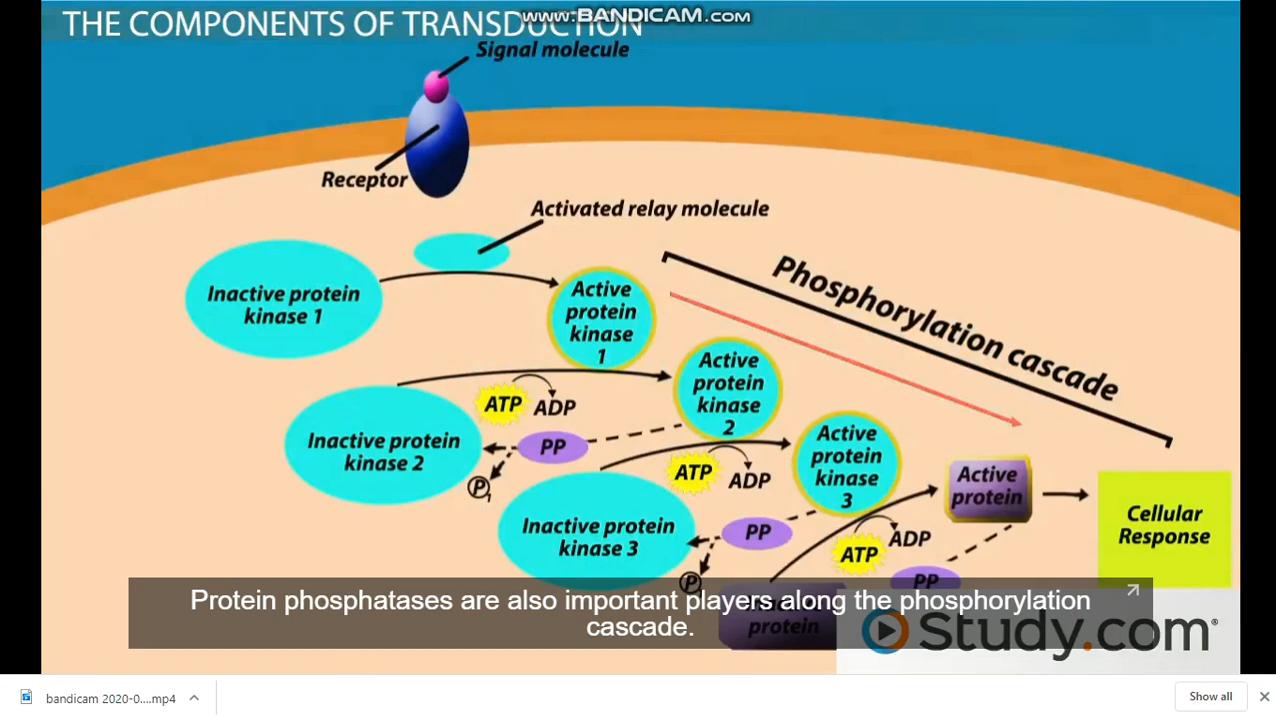 THE COMPONENTS OF TRANSDUCTION
www.BANDICAM.com
Signal molecule
Receptor
Activated relay molecule
Phosphorylation cascade
Inactive protein
kinase 1
Active
protein
kinase
1
Active
protein
kinase
2
ATP
ADP
Inactive protein
kinase 2
PP
Pi
Active
protein
kinase
3
ATP
ADP
Inactive protein
kinase 3
PP
P
Active
protein
Cellular
Response
ATP
ADP
PP
Inactive
protein
Protein phosphatases are also important players along the phosphorylation
cascade.
Study.com®
bandicam 2020-0....mp4
Show all